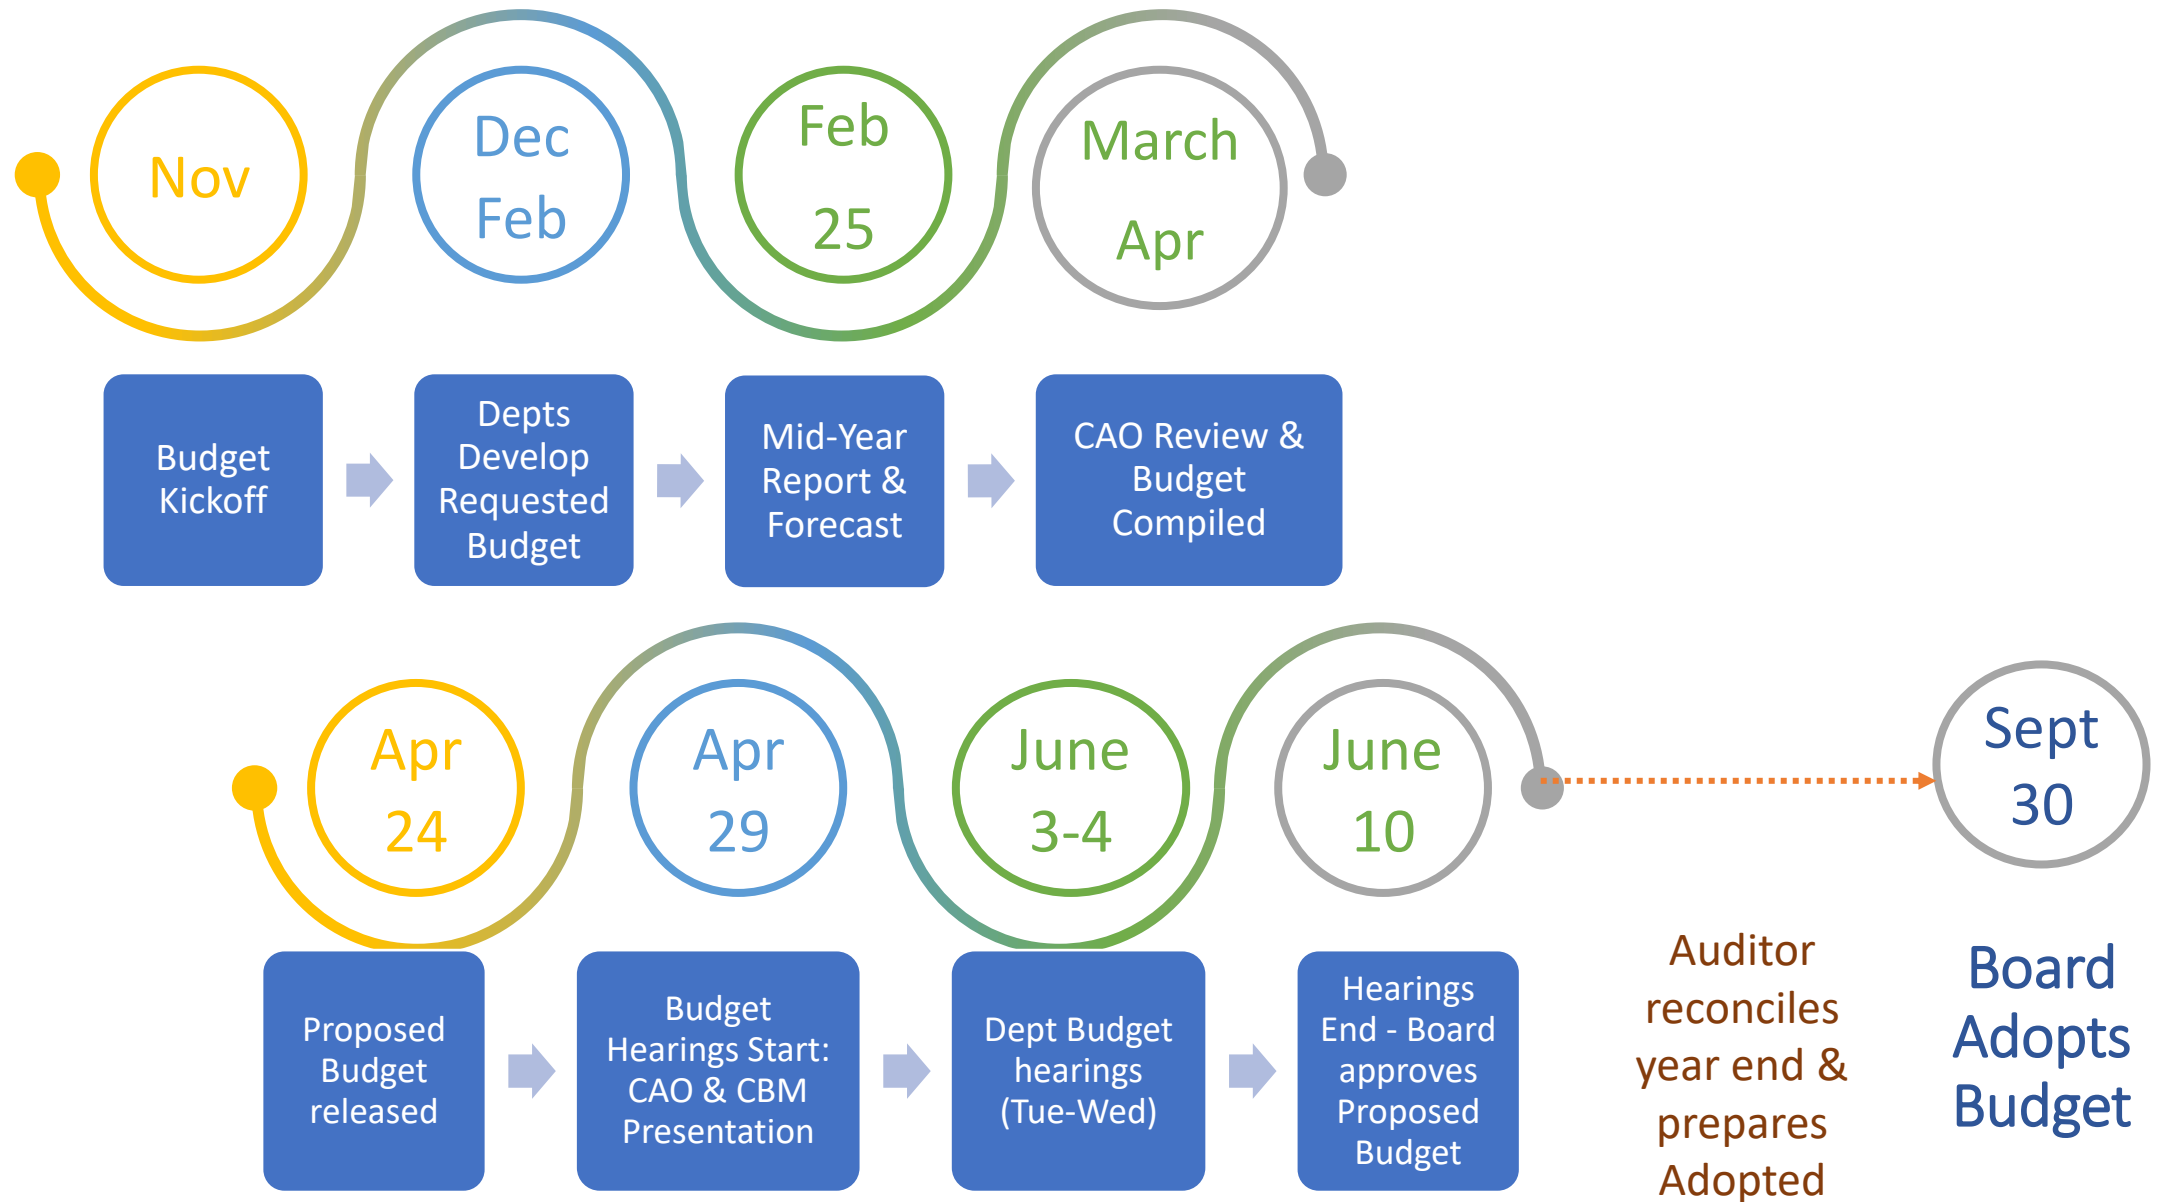 Nov
Dec
Feb
Feb
25
March
Apr
Budget
Kickoff
Depts
Develop
Requested
Budget
Mid-Year
Report &
Forecast
CAO Review &
Budget
Compiled
Apr
24
Apr
29
June
3-4
June
10
Sept
30
Proposed
Budget
released
Budget
Hearings Start:
CAO & CBM
Presentation
Dept Budget
hearings
(Tue-Wed)
Hearings
End - Board
approves
Proposed
Budget
Auditor
reconciles
year end &
prepares
Adopted
Board
Adopts
Budget